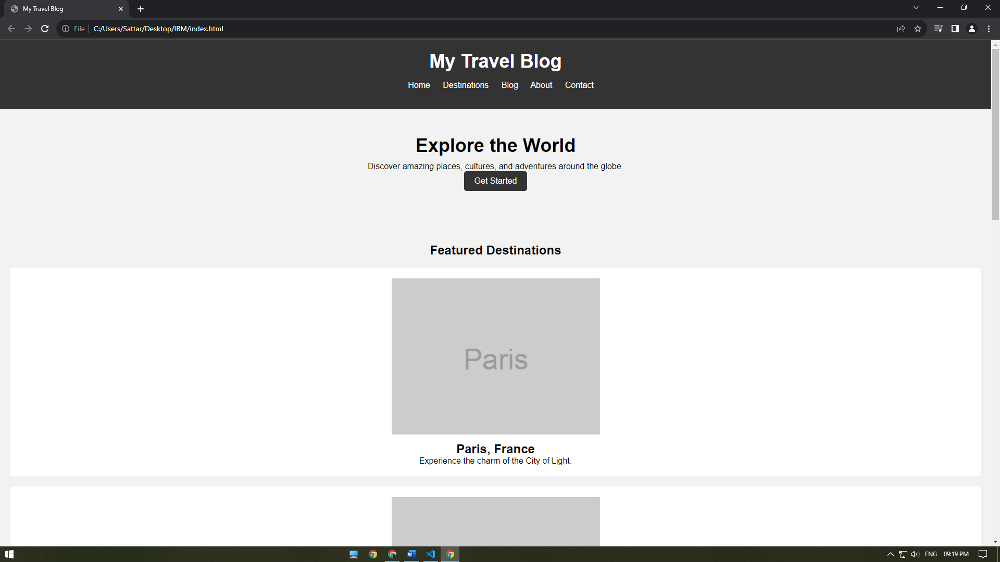 My Travel Blog
File C:/Users/Sattar/Desktop/IBM/index.html
My Travel Blog
Home Destinations Blog About Contact
Explore the World
Discover amazing places, cultures, and adventures around the globe.
Get Started
Featured Destinations
Paris
Paris, France
Experience the charm of the City of Light.
ENG 09:19 PM